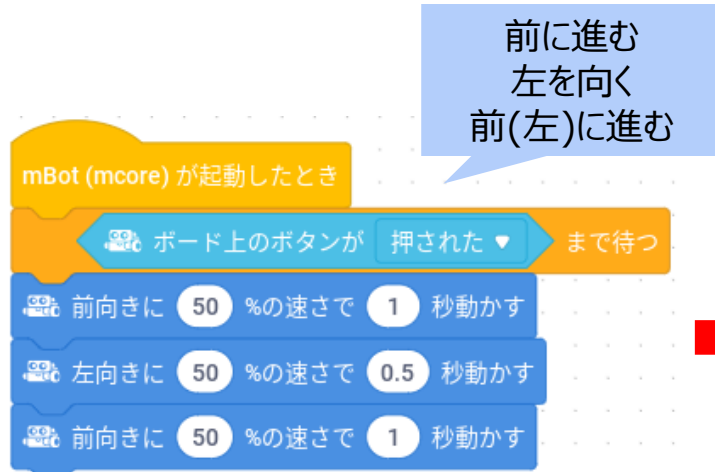 前に進む
左を向く
前(左)に進む
mBot (mcore) が起動したとき
ボード上のボタンが 押された ▼ まで待つ
前向きに 50 %の速さで 1 秒動かす
左向きに 50 %の速さで 0.5 秒動かす
前向きに 50 %の速さで 1 秒動かす